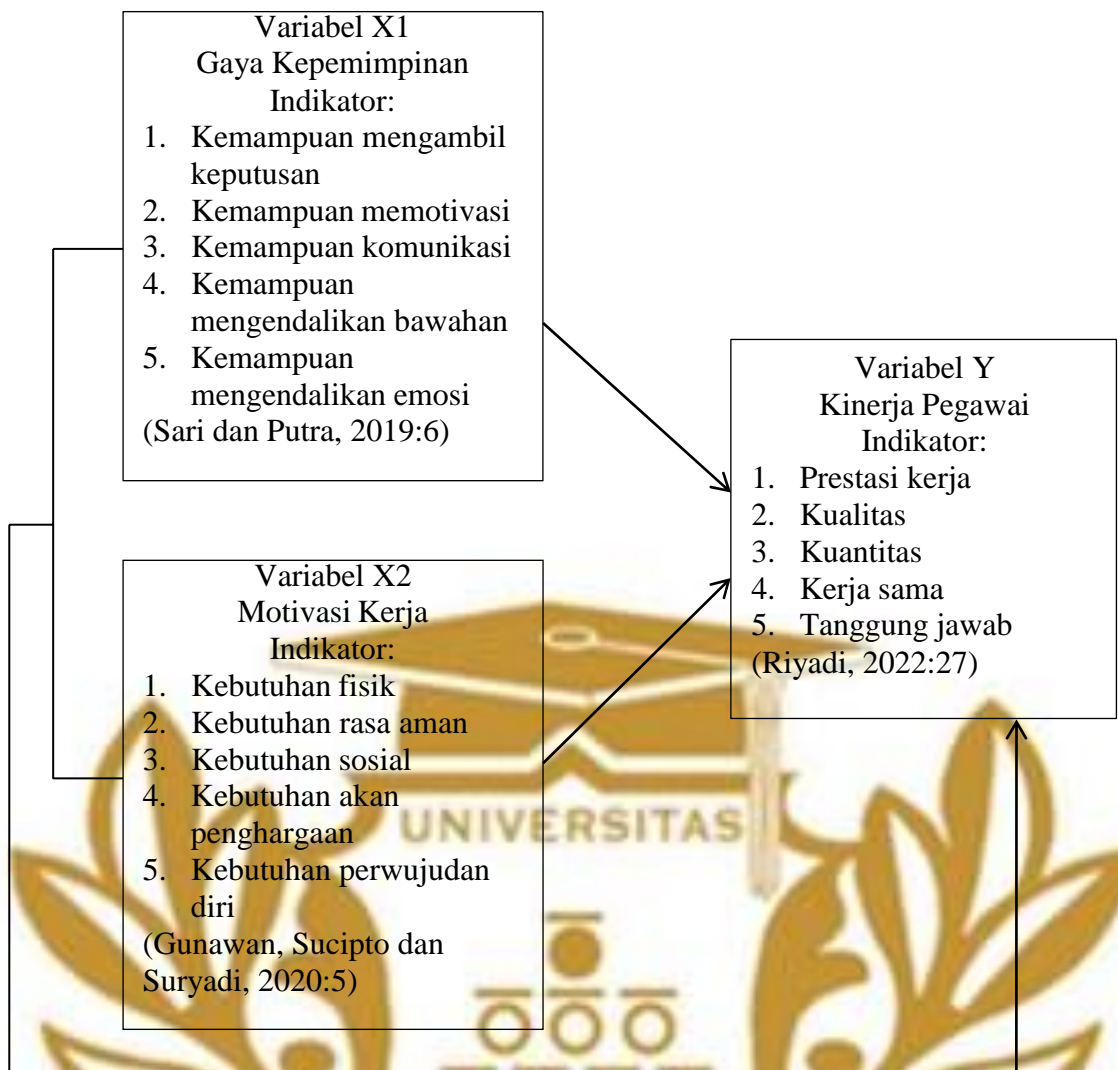 Variabel X1
Gaya Kepemimpinan
Indikator:
1. Kemampuan mengambil
keputusan
2. Kemampuan memotivasi
3. Kemampuan komunikasi
4. Kemampuan
mengendalikan bawahan
5. Kemampuan
mengendalikan emosi
(Sari dan Putra, 2019:6)
Variabel X2
Motivasi Kerja
Indikator:
1. Kebutuhan fisik
2. Kebutuhan rasa aman
3. Kebutuhan sosial
4. Kebutuhan akan
penghargaan
5. Kebutuhan perwujudan
diri
(Gunawan, Sucipto dan
Suryadi, 2020:5)
Variabel Y
Kinerja Pegawai
Indikator:
1. Prestasi kerja
2. Kualitas
3. Kuantitas
4. Kerja sama
5. Tanggung jawab
(Riyadi, 2022:27)
UNIVERSITAS